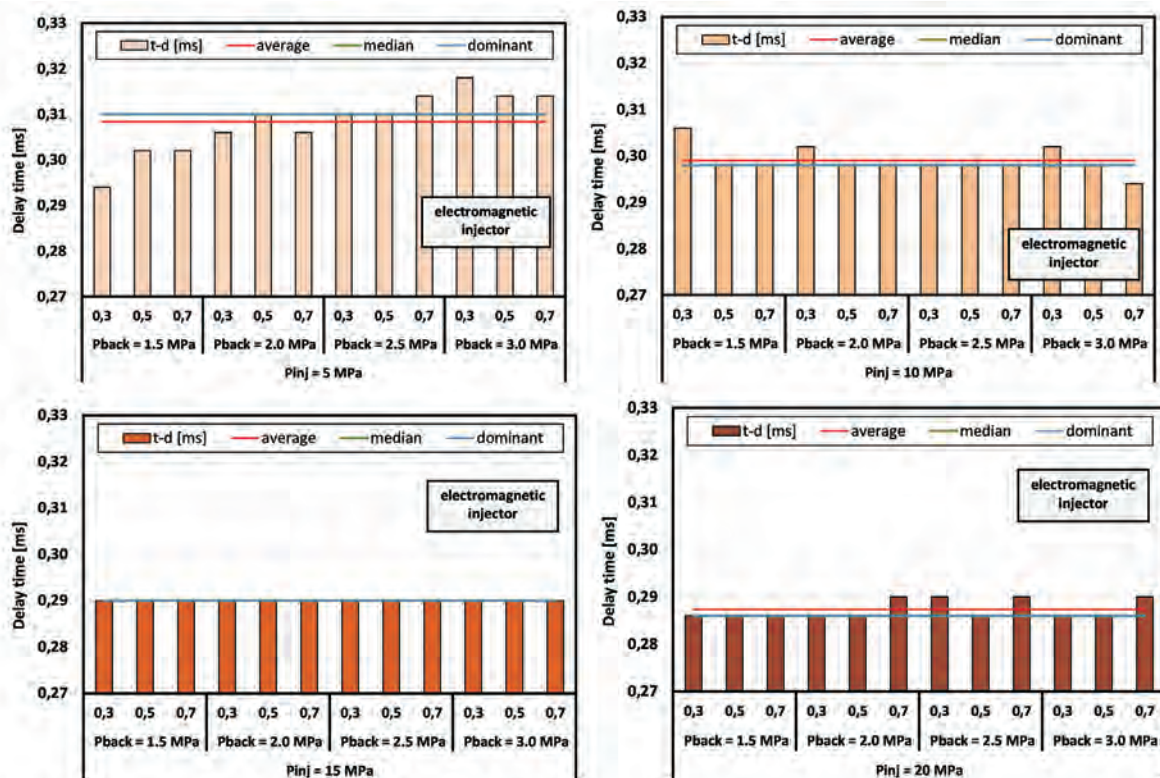 0,33
0,32
0,31
0,30
0,29
0,28
0,27
Delay time [ms]
t-d [ms] average median dominant
electromagnetic
injector
0,3 0,5 0,7 0,3 0,5 0,7 0,3 0,5 0,7 0,3 0,5 0,7
Pback = 1.5 MPa Pback = 2.0 MPa Pback = 2.5 MPa Pback = 3.0 MPa
Pinj = 5 MPa
0,33
0,32
0,31
0,30
0,29
0,28
0,27
Delay time [ms]
t-d [ms] average median dominant
electromagnetic
injector
0,3 0,5 0,7 0,3 0,5 0,7 0,3 0,5 0,7 0,3 0,5 0,7
Pback = 1.5 MPa Pback = 2.0 MPa Pback = 2.5 MPa Pback = 3.0 MPa
Pinj = 10 MPa
0,33
0,32
0,31
0,30
0,29
0,28
0,27
Delay time [ms]
t-d [ms] average median dominant
electromagnetic
injector
0,3 0,5 0,7 0,3 0,5 0,7 0,3 0,5 0,7 0,3 0,5 0,7
Pback = 1.5 MPa Pback = 2.0 MPa Pback = 2.5 MPa Pback = 3.0 MPa
Pinj = 15 MPa
0,33
0,32
0,31
0,30
0,29
0,28
0,27
Delay time [ms]
t-d [ms] average median dominant
electromagnetic
injector
0,3 0,5 0,7 0,3 0,5 0,7 0,3 0,5 0,7 0,3 0,5 0,7
Pback = 1.5 MPa Pback = 2.0 MPa Pback = 2.5 MPa Pback = 3.0 MPa
Pinj = 20 MPa